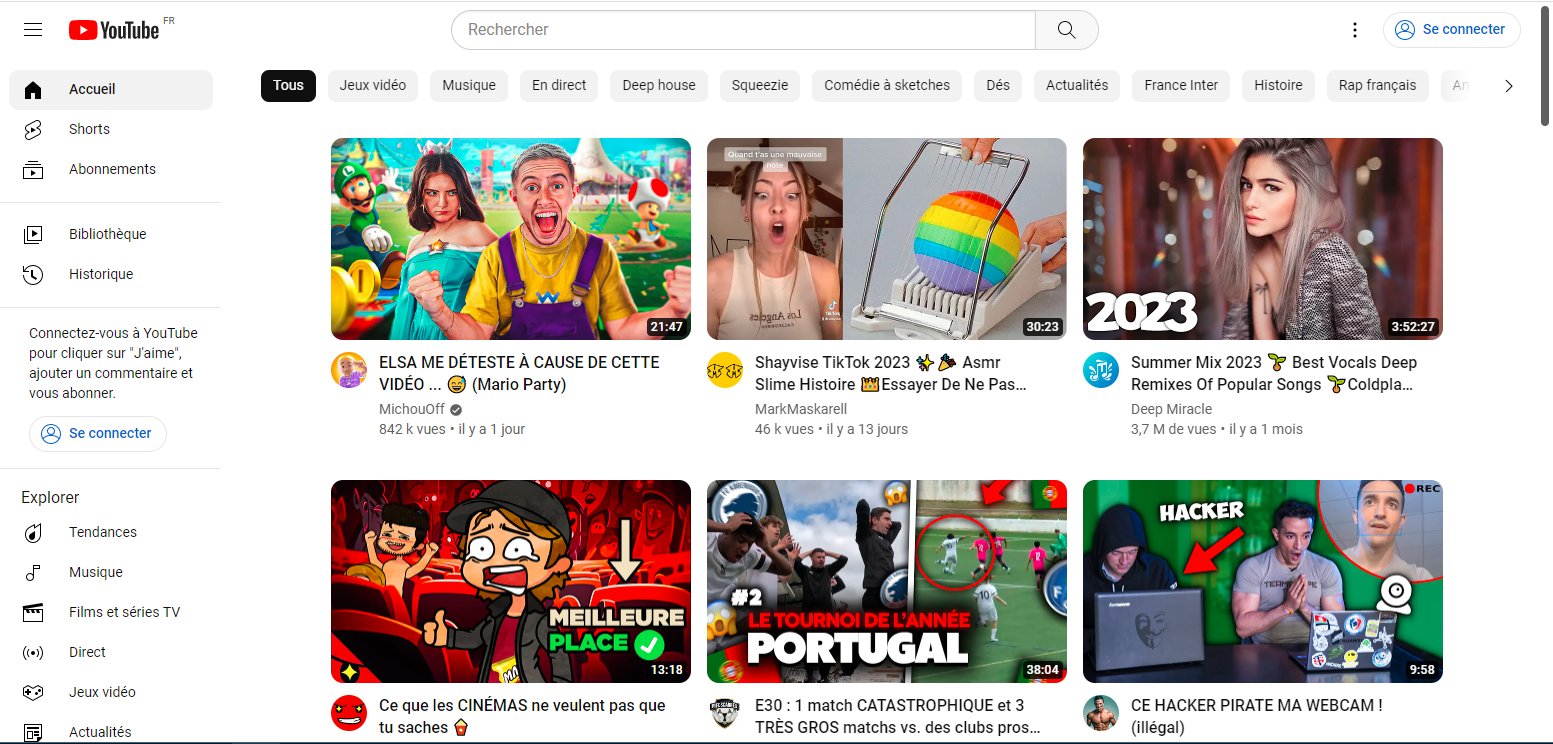 YouTube FR
Rechercher
Se connecter
Accueil
Shorts
Abonnements
Bibliothèque
Historique
Connectez-vous à YouTube
pour cliquer sur "J'aime",
ajouter un commentaire et
vous abonner.
Se connecter
Explorer
Tendances
Musique
Films et séries TV
Direct
Jeux vidéo
Actualités
Tous
Jeux vidéo
Musique
En direct
Deep house
Squeezie
Comédie à sketches
Dés
Actualités
France Inter
Histoire
Rap français
An
21:47
ELSA ME DÉTESTE À CAUSE DE CETTE
VIDÉO ... 😅 (Mario Party)
MichouOff
842 k vues • il y a 1 jour
Quand t'as une mauvaise
note
Los Angeles
CALIFORNIA
TikTok
30:23
Shayvise TikTok 2023 ✨🎉 Asmr
Slime Histoire 👑Essayer De Ne Pas...
MarkMaskarell
46 k vues • il y a 13 jours
2023
3:52:27
Summer Mix 2023 🌱 Best Vocals Deep
Remixes Of Popular Songs 🌱Coldpla...
Deep Miracle
3,7 M de vues • il y a 1 mois
MEILLEURE
PLACE
13:18
Ce que les CINÉMAS ne veulent pas que
tu saches 🍿
#2
LE TOURNOI DE L'ANNÉE
PORTUGAL
10
38:04
E30 : 1 match CATASTROPHIQUE et 3
TRÈS GROS matchs vs. des clubs pros...
HACKER
REC
lenovo
9:58
CE HACKER PIRATE MA WEBCAM !
(illégal)